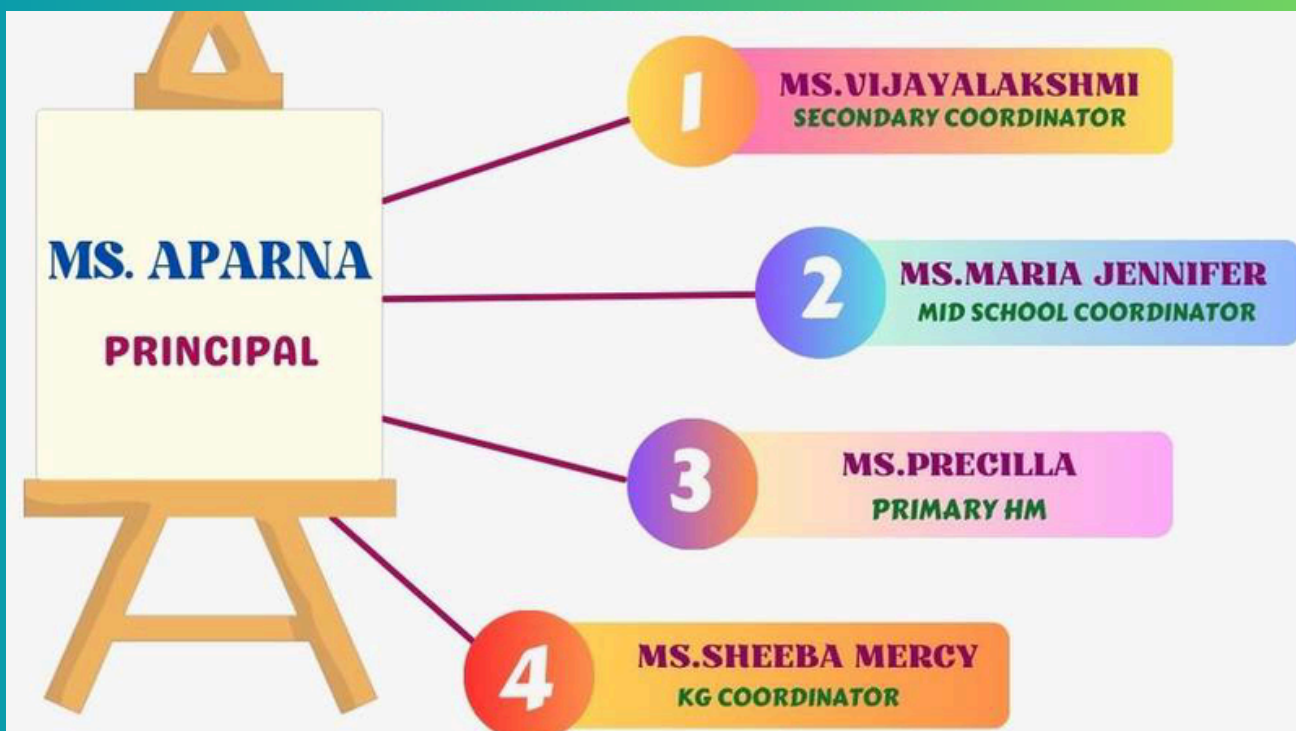 MS. APARNA
PRINCIPAL
1
MS.VIJAYALAKSHMI
SECONDARY COORDINATOR
2
MS.MARIA JENNIFER
MID SCHOOL COORDINATOR
3
MS.PRECILLA
PRIMARY HM
4
MS.SHEEBA MERCY
KG COORDINATOR